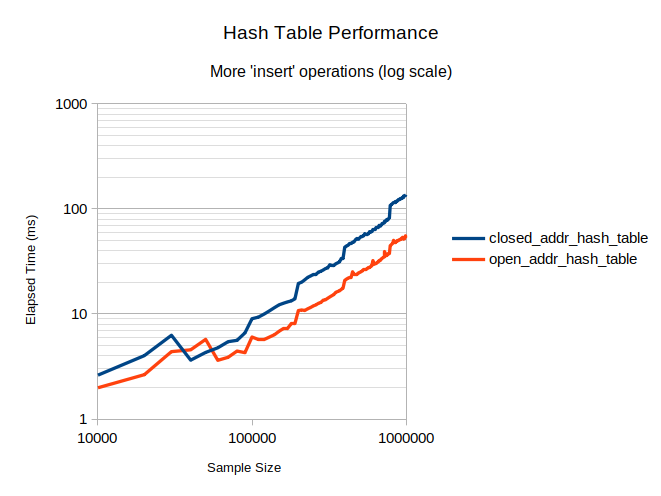 Hash Table Performance
More 'insert' operations (log scale)
1000
100
10
1
10000
100000
1000000
Elapsed Time (ms)
Sample Size
closed_addr_hash_table
open_addr_hash_table